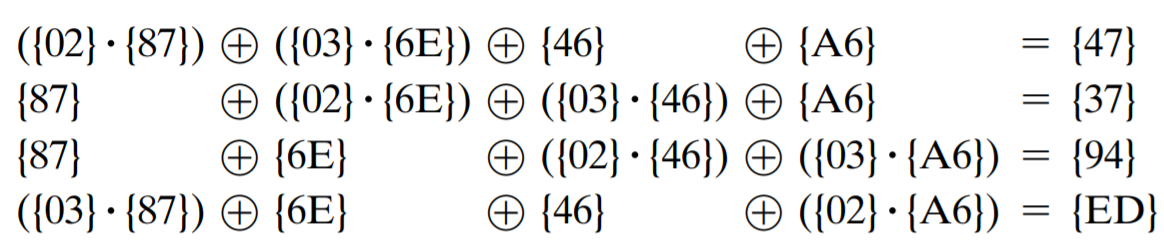 ({02} · {87}) ⊕ ({03} · {6E}) ⊕ {46} ⊕ {A6} = {47}
{87} ⊕ ({02} · {6E}) ⊕ ({03} · {46}) ⊕ {A6} = {37}
{87} ⊕ {6E} ⊕ ({02} · {46}) ⊕ ({03} · {A6}) = {94}
({03} · {87}) ⊕ {6E} ⊕ {46} ⊕ ({02} · {A6}) = {ED}